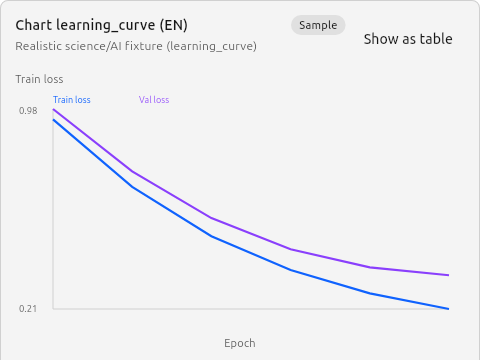 Chart learning_curve (EN)
Sample
Show as table
Realistic science/AI fixture (learning_curve)
Train loss
Train loss
Val loss
0.98
0.21
Epoch